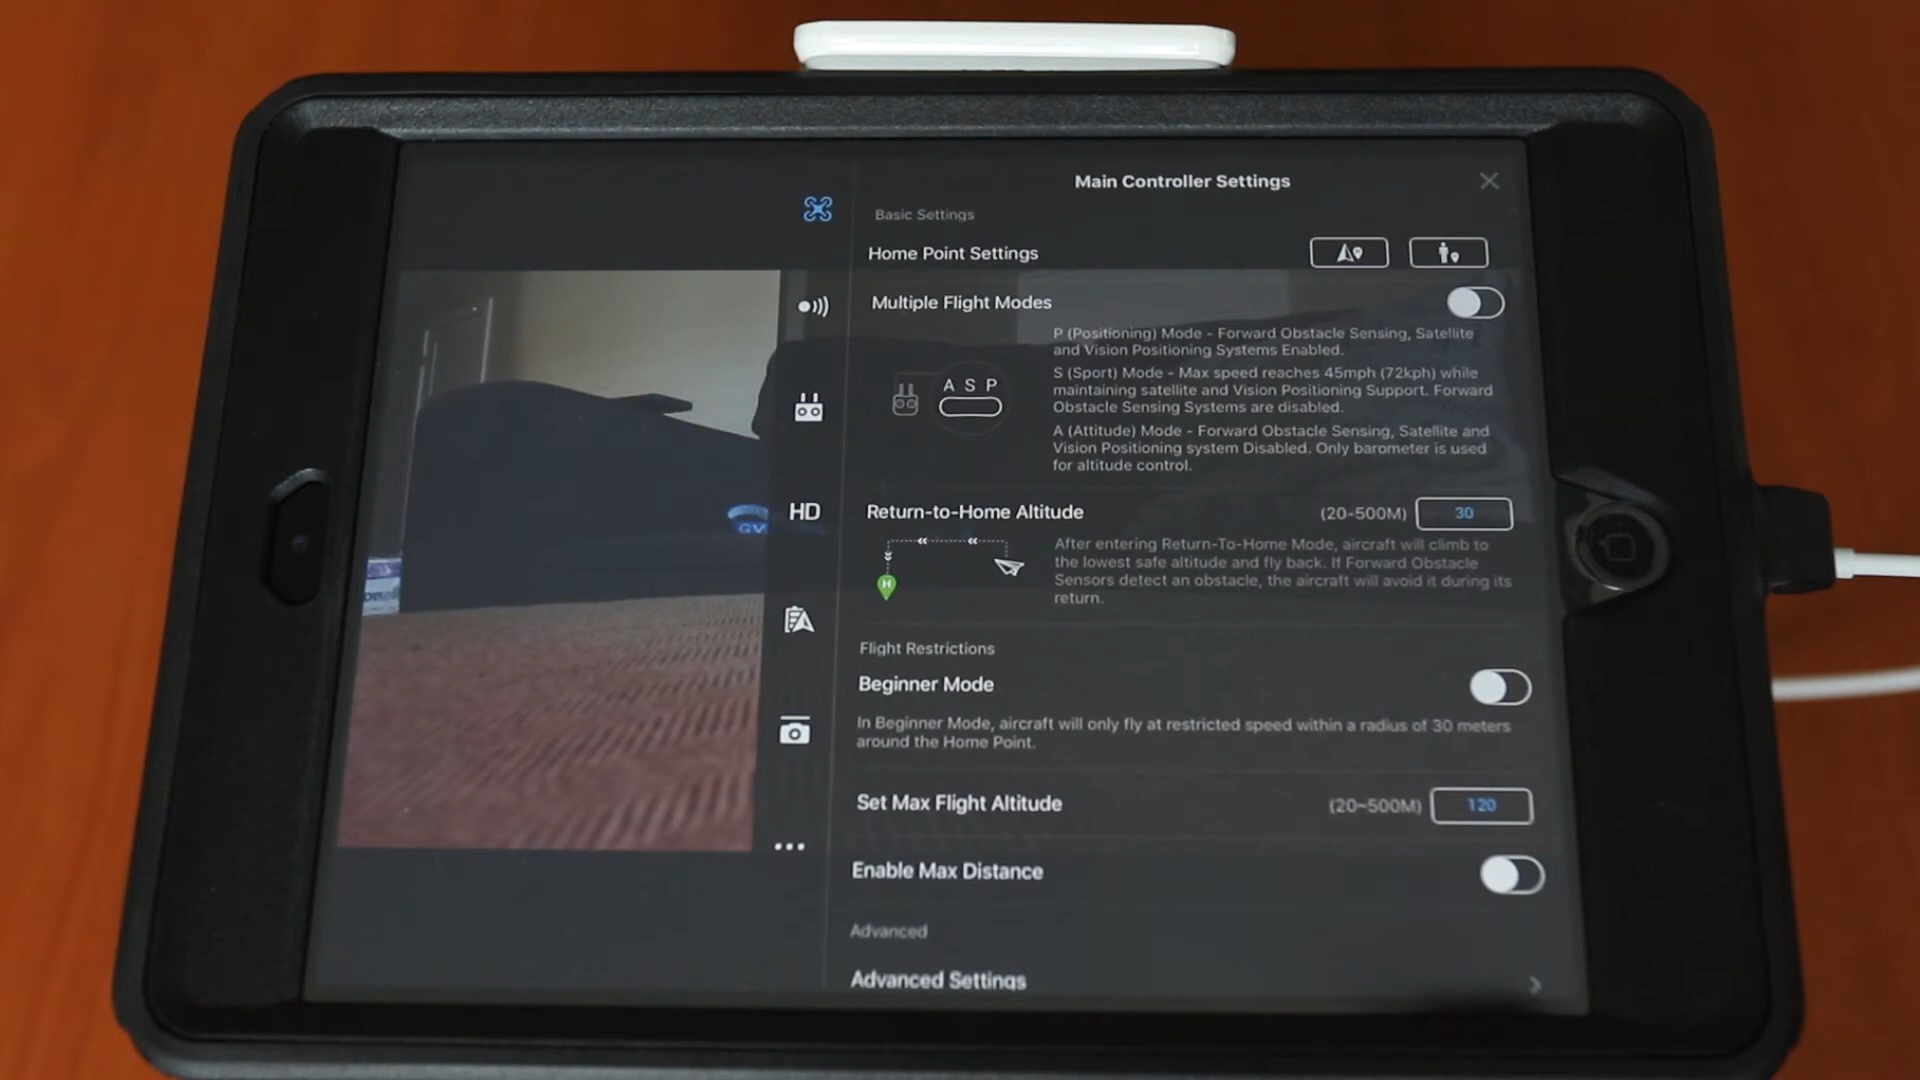 Main Controller Settings
Basic Settings
Home Point Settings
Multiple Flight Modes
P (Positioning) Mode - Forward Obstacle Sensing, Satellite
and Vision Positioning Systems Enabled.
S (Sport) Mode - Max speed reaches 45mph (72kph) while
maintaining satellite and Vision Positioning Support. Forward
Obstacle Sensing Systems are disabled.
A (Attitude) Mode - Forward Obstacle Sensing, Satellite and
Vision Positioning system Disabled. Only barometer is used
for altitude control.
A S P
HD
Return-to-Home Altitude (20-500M) 30
After entering Return-To-Home Mode, aircraft will climb to
the lowest safe altitude and fly back. If Forward Obstacle
Sensors detect an obstacle, the aircraft will avoid it during its
return.
H
Flight Restrictions
Beginner Mode
In Beginner Mode, aircraft will only fly at restricted speed within a radius of 30 meters
around the Home Point.
Set Max Flight Altitude (20~500M) 120
Enable Max Distance
Advanced
Advanced Settings